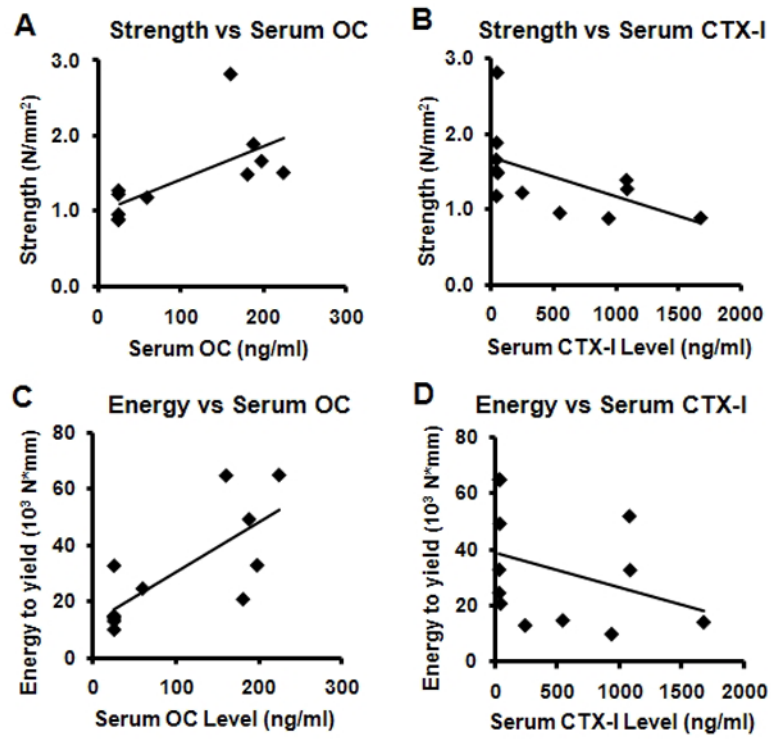 A
Strength vs Serum OC
Strength (N/mm²)
3.0
2.0
1.0
0.0
0 100 200 300
Serum OC (ng/ml)
B
Strength vs Serum CTX-I
Strength (N/mm²)
3.0
2.0
1.0
0.0
0 500 1000 1500 2000
Serum CTX-I Level (ng/ml)
C
Energy vs Serum OC
Energy to yield (10³ N*mm)
80
60
40
20
0
0 100 200 300
Serum OC Level (ng/ml)
D
Energy vs Serum CTX-I
Energy to yield (10³ N*mm)
80
60
40
20
0
0 500 1000 1500 2000
Serum CTX-I Level (ng/ml)